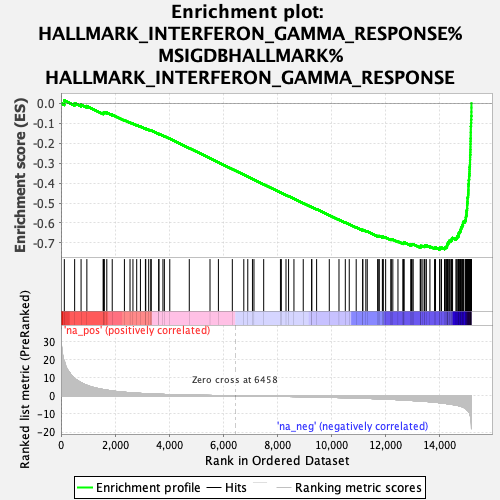 Enrichment plot:
HALLMARK_INTERFERON_GAMMA_RESPONSE%
MSIGDBHALLMARK%
HALLMARK_INTERFERON_GAMMA_RESPONSE
Enrichment score (ES)
0.0
-0.1
-0.2
-0.3
-0.4
-0.5
-0.6
-0.7
Ranked list metric (PreRanked)
30
20
10
0
-10
-20
'na_pos' (positively correlated)
Zero cross at 6458
'na_neg' (negatively correlated)
0 2,000 4,000 6,000 8,000 10,000 12,000 14,000
Rank in Ordered Dataset
Enrichment profile Hits Ranking metric scores